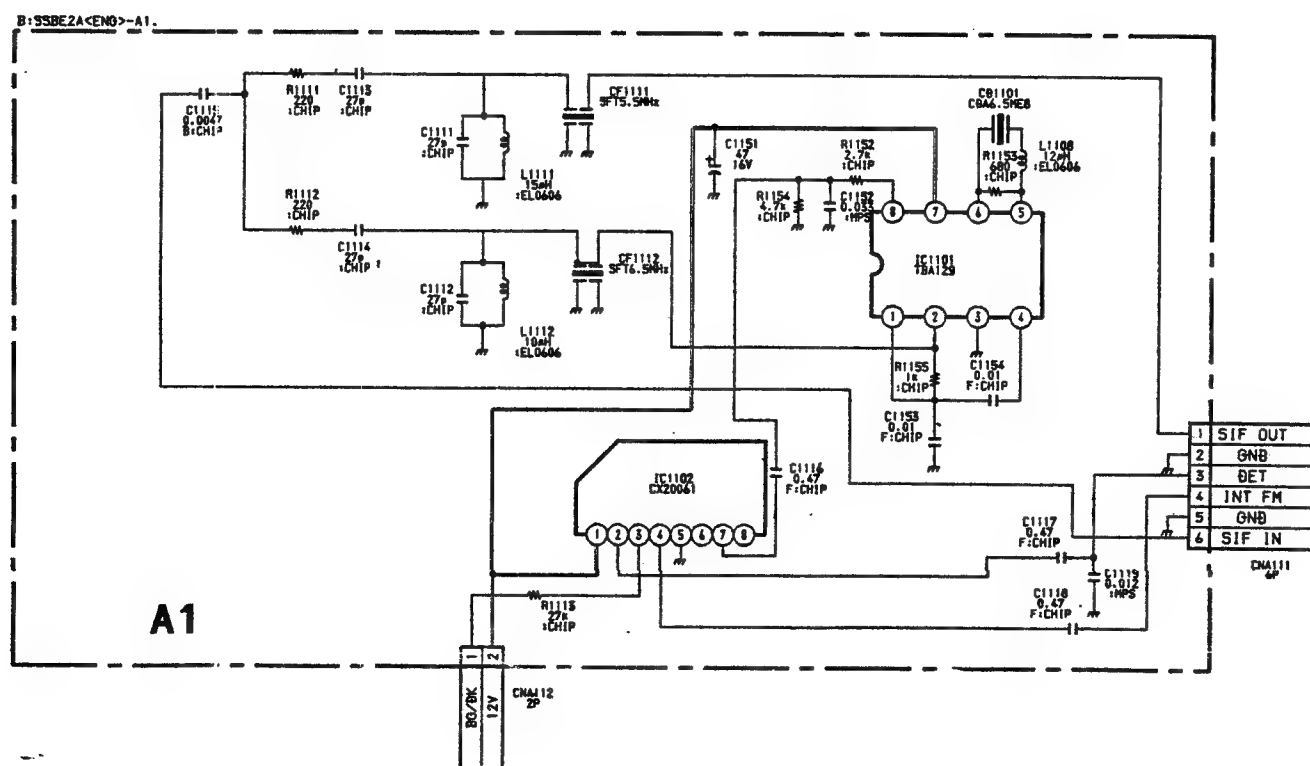 B:SSBE2A<ENG>-A1.
C1115
0.0047
B:CHIP
R1111
220
:CHIP
C1113
27p
:CHIP
C1111
27p
:CHIP
L1111
15µH
:EL0606
CF1111
SFT5.5MHz
R1112
220
:CHIP
C1114
27p
:CHIP
C1112
27p
:CHIP
L1112
10µH
:EL0606
CF1112
SFT6.5MHz
C1151
47
16V
R1152
2.7k
:CHIP
R1154
4.7k
:CHIP
C1152
0.033
:MPS
CD1101
CDA6.5ME8
R1153
680
:CHIP
L1108
12µH
:EL0606
8
7
6
5
IC1101
TBA129
1
2
3
4
R1155
1k
:CHIP
C1154
0.01
F:CHIP
C1153
0.01
F:CHIP
IC1102
CX20061
1
2
3
4
5
6
7
8
C1116
0.47
F:CHIP
C1117
0.47
F:CHIP
C1119
0.012
:MPS
C1118
0.47
F:CHIP
R1113
27k
:CHIP
1 SIF OUT
2 GND
3 DET
4 INT FM
5 GND
6 SIF IN
CNA111
6P
A1
1
2
BG/DK
12V
CNA112
2P